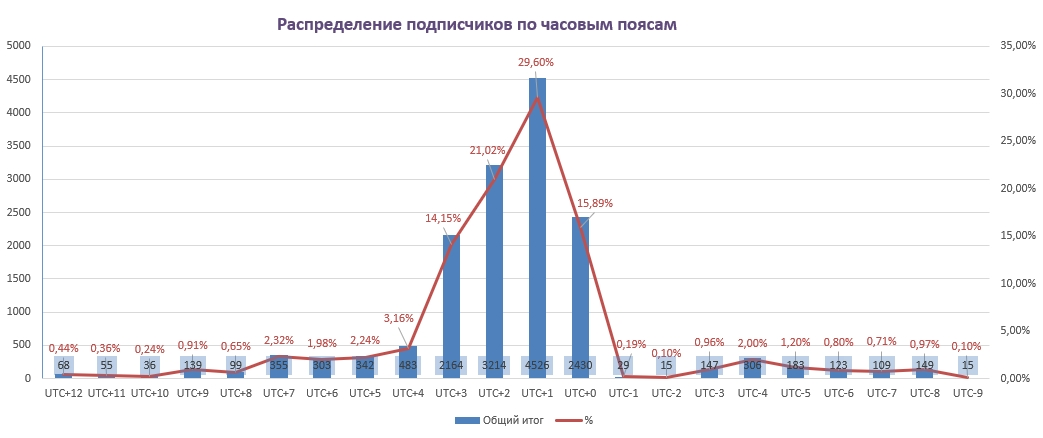 Распределение подписчиков по часовым поясам
5000 35,00%
4500 30,00%
4000 25,00%
3500 20,00%
3000 15,00%
2500 10,00%
2000 5,00%
1500 0,00%
1000
500
0
0,44% 0,36% 0,24% 0,91% 0,65% 2,32% 1,98% 2,24% 3,16% 14,15% 21,02% 29,60% 15,89% 0,19% 0,10% 0,96% 2,00% 1,20% 0,80% 0,71% 0,97% 0,10%
68 55 36 139 99 355 303 342 483 2164 3214 4526 2430 29 15 147 306 183 123 109 149 15
UTC+12 UTC+11 UTC+10 UTC+9 UTC+8 UTC+7 UTC+6 UTC+5 UTC+4 UTC+3 UTC+2 UTC+1 UTC+0 UTC-1 UTC-2 UTC-3 UTC-4 UTC-5 UTC-6 UTC-7 UTC-8 UTC-9
Общий итог %